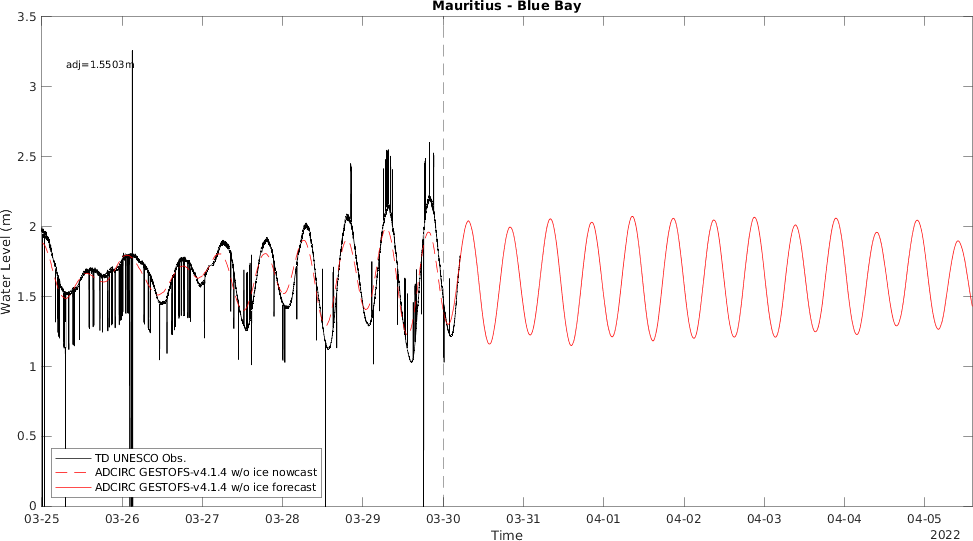 Mauritius - Blue Bay
3.5
adj=1.5503m
3
2.5
2
1.5
1
0.5
0
Water Level (m)
TD UNESCO Obs.
ADCIRC GESTOFS-v4.1.4 w/o ice nowcast
ADCIRC GESTOFS-v4.1.4 w/o ice forecast
03-25 03-26 03-27 03-28 03-29 03-30 03-31 04-01 04-02 04-03 04-04 04-05
Time
2022